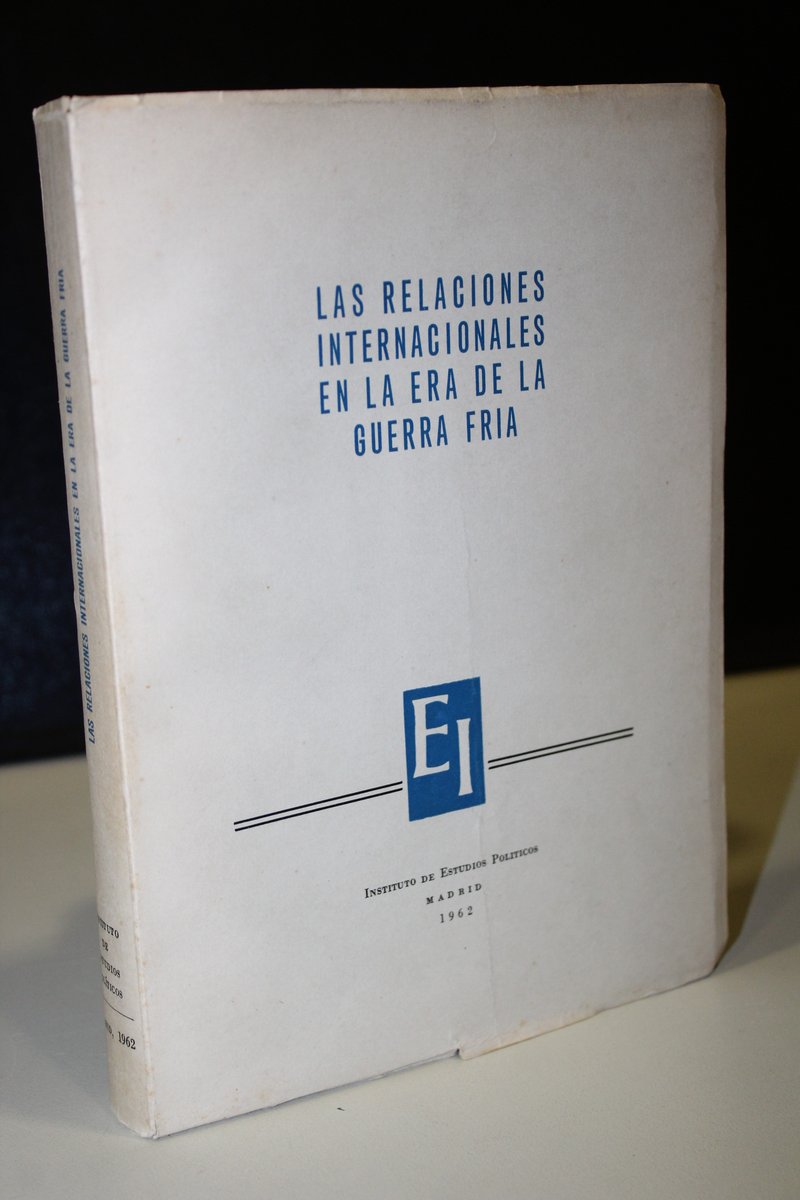 LAS RELACIONES
INTERNACIONALES
EN LA ERA DE LA
GUERRA FRIA
EI
INSTITUTO DE ESTUDIOS POLITICOS
MADRID
1962
LAS RELACIONES INTERNACIONALES EN LA ERA DE LA GUERRA FRIA
DE
1962